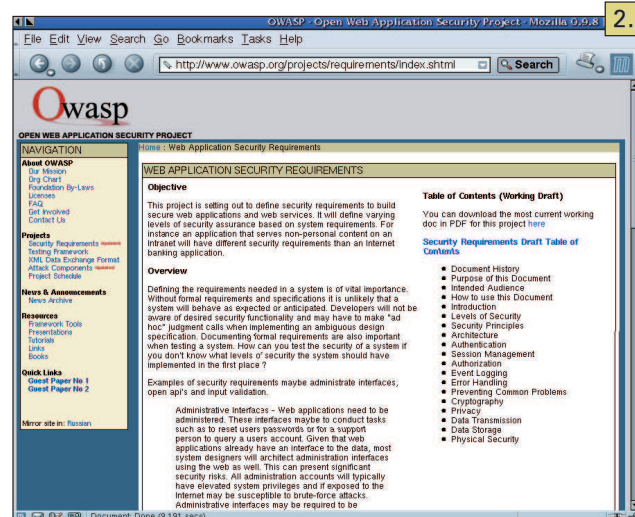 OWASP - Open Web Application Security Project - Mozilla 0.9.8
2.
File Edit View Search Go Bookmarks Tasks Help
http://www.owasp.org/projects/requirements/index.shtml
Search
Owasp
OPEN WEB APPLICATION SECURITY PROJECT
NAVIGATION
About OWASP
Our Mission
Org Chart
Foundation By-Laws
Licenses
FAQ
Get Involved
Contact Us
Projects
Security Requirements
Testing Framework
XML Data Exchange Format
Attack Components
Project Schedule
News & Announcements
News Archive
Resources
Framework Tools
Presentations
Tutorials
Links
Books
Quick Links
Guest Paper No 1
Guest Paper No 2
Mirror site in: Russian
Home : Web Application Security Requirements
WEB APPLICATION SECURITY REQUIREMENTS
Objective
This project is setting out to define security requirements to build
secure web applications and web services. It will define varying
levels of security assurance based on system requirements. For
instance an application that serves non-personal content on an
Intranet will have different security requirements than an Internet
banking application.
Overview
Defining the requirements needed in a system is of vital importance.
Without formal requirements and specifications it is unlikely that a
system will behave as expected or anticipated. Developers will not be
aware of desired security functionality and may have to make "ad
hoc" judgment calls when implementing an ambiguous design
specification. Documenting formal requirements are also important
when testing a system. How can you test the security of a system if
you don't know what levels of security the system should have
implemented in the first place ?
Examples of security requirements maybe administrate interfaces,
open api's and input validation.
Administrative Interfaces - Web applications need to be
administered. These interfaces maybe to conduct tasks
such as to reset users passwords or for a support
person to query a users account. Given that web
applications already have an interface to the data, most
system designers will architect administration interfaces
using the web as well. This can present significant
security risks. All administration accounts will typically
have elevated system privileges and if exposed to the
Internet may be susceptible to brute-force attacks.
Administrative interfaces may be required to be
Table of Contents (Working Draft)
You can download the most current working
doc in PDF for this project here
Security Requirements Draft Table of
Contents
Document History
Purpose of this Document
Intended Audience
How to use this Document
Introduction
Levels of Security
Security Principles
Architecture
Authentication
Session Management
Authorization
Event Logging
Error Handling
Preventing Common Problems
Cryptography
Privacy
Data Transmission
Data Storage
Physical Security
Document: Done (9.191 secs)